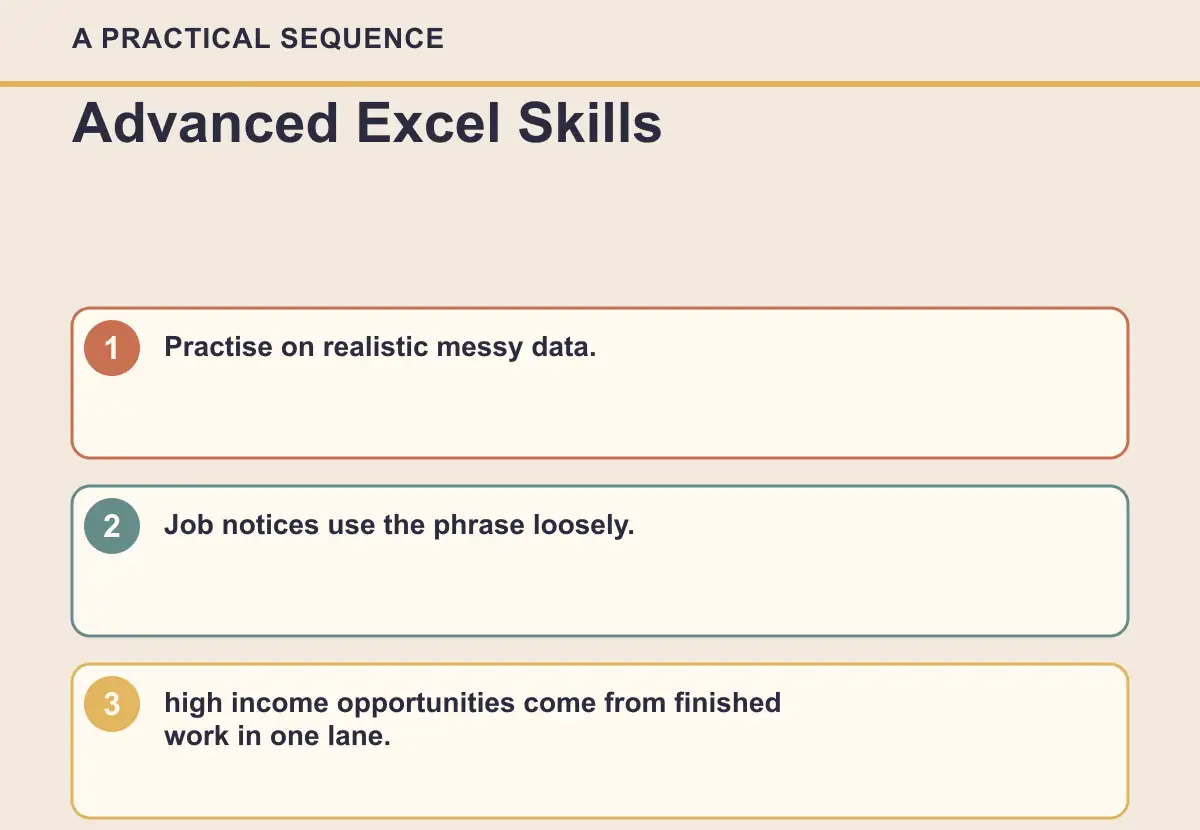 A PRACTICAL SEQUENCE
Advanced Excel Skills
1
Practise on realistic messy data.
2
Job notices use the phrase loosely.
3
high income opportunities come from finished
work in one lane.